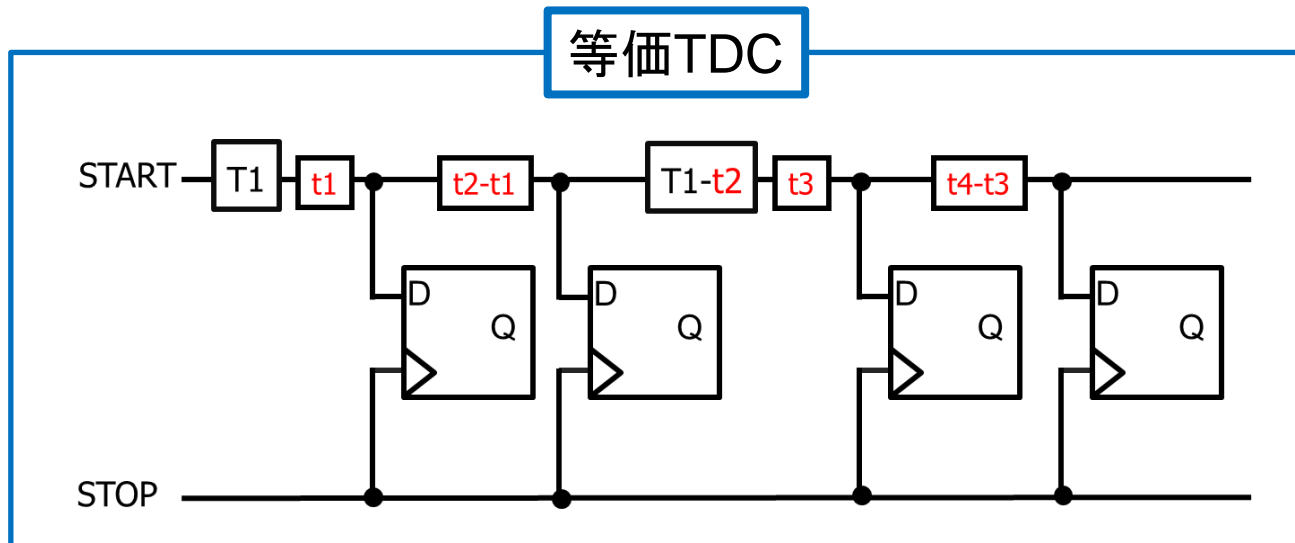 等価TDC
START T1 t1 t2-t1 T1-t2 t3 t4-t3
D D D D
Q Q Q Q
STOP